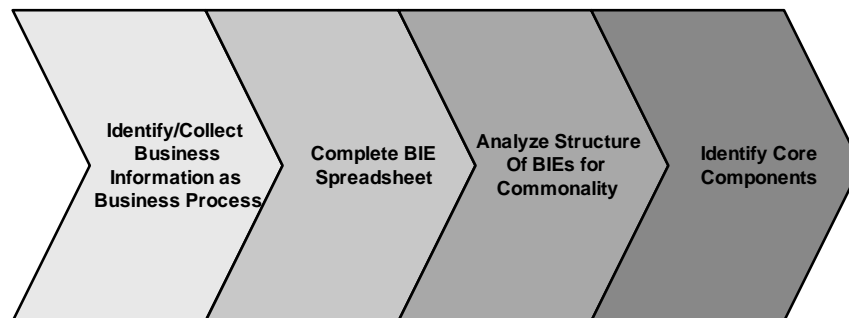 Identify/Collect
Business
Information as
Business Process
Complete BIE
Spreadsheet
Analyze Structure
Of BIEs for
Commonality
Identify Core
Components